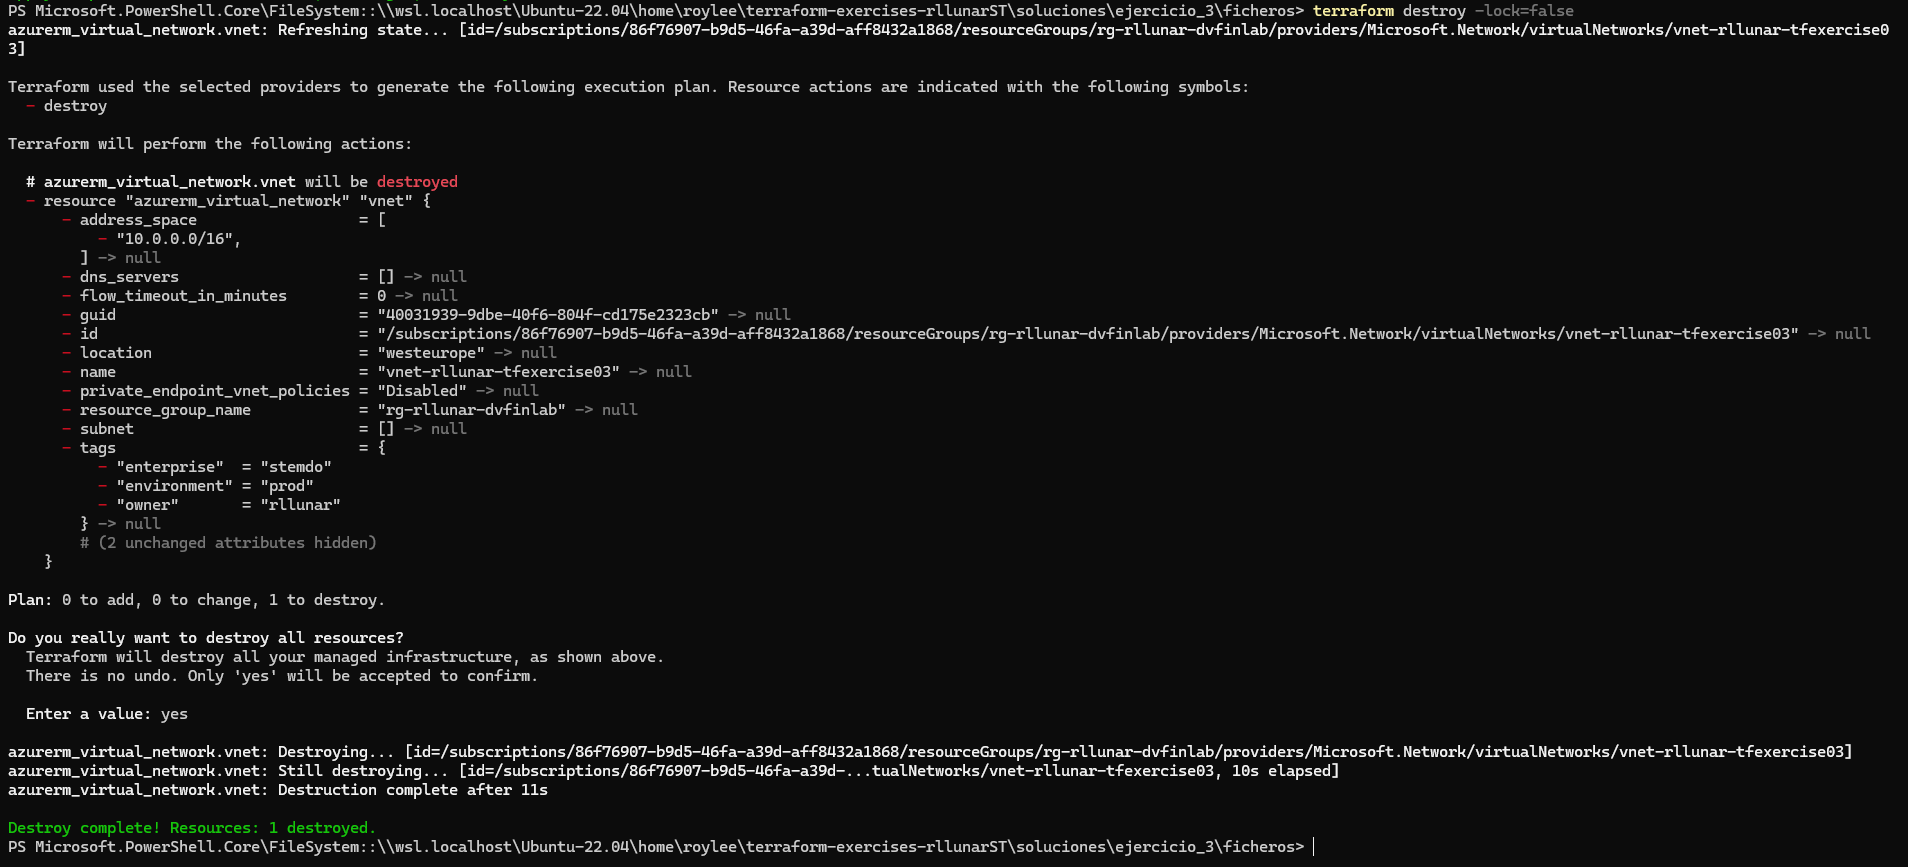 PS Microsoft.PowerShell.Core\FileSystem::\\wsl.localhost\Ubuntu-22.04\home\roylee\terraform-exercises-rllunarST\soluciones\ejercicio_3\ficheros> terraform destroy -lock=false
azurerm_virtual_network.vnet: Refreshing state... [id=/subscriptions/86f76907-b9d5-46fa-a39d-aff8432a1868/resourceGroups/rg-rllunar-dvfinlab/providers/Microsoft.Network/virtualNetworks/vnet-rllunar-tfexercise0
3]

Terraform used the selected providers to generate the following execution plan. Resource actions are indicated with the following symbols:
  - destroy

Terraform will perform the following actions:

  # azurerm_virtual_network.vnet will be destroyed
  - resource "azurerm_virtual_network" "vnet" {
      - address_space                  = [
          - "10.0.0.0/16",
        ] -> null
      - dns_servers                    = [] -> null
      - flow_timeout_in_minutes        = 0 -> null
      - guid                           = "40031939-9dbe-40f6-804f-cd175e2323cb" -> null
      - id                             = "/subscriptions/86f76907-b9d5-46fa-a39d-aff8432a1868/resourceGroups/rg-rllunar-dvfinlab/providers/Microsoft.Network/virtualNetworks/vnet-rllunar-tfexercise03" -> null
      - location                       = "westeurope" -> null
      - name                           = "vnet-rllunar-tfexercise03" -> null
      - private_endpoint_vnet_policies = "Disabled" -> null
      - resource_group_name            = "rg-rllunar-dvfinlab" -> null
      - subnet                         = [] -> null
      - tags                           = {
          - "enterprise"  = "stemdo"
          - "environment" = "prod"
          - "owner"       = "rllunar"
        } -> null
        # (2 unchanged attributes hidden)
    }

Plan: 0 to add, 0 to change, 1 to destroy.

Do you really want to destroy all resources?
  Terraform will destroy all your managed infrastructure, as shown above.
  There is no undo. Only 'yes' will be accepted to confirm.

  Enter a value: yes

azurerm_virtual_network.vnet: Destroying... [id=/subscriptions/86f76907-b9d5-46fa-a39d-aff8432a1868/resourceGroups/rg-rllunar-dvfinlab/providers/Microsoft.Network/virtualNetworks/vnet-rllunar-tfexercise03]
azurerm_virtual_network.vnet: Still destroying... [id=/subscriptions/86f76907-b9d5-46fa-a39d-...tualNetworks/vnet-rllunar-tfexercise03, 10s elapsed]
azurerm_virtual_network.vnet: Destruction complete after 11s

Destroy complete! Resources: 1 destroyed.
PS Microsoft.PowerShell.Core\FileSystem::\\wsl.localhost\Ubuntu-22.04\home\roylee\terraform-exercises-rllunarST\soluciones\ejercicio_3\ficheros>